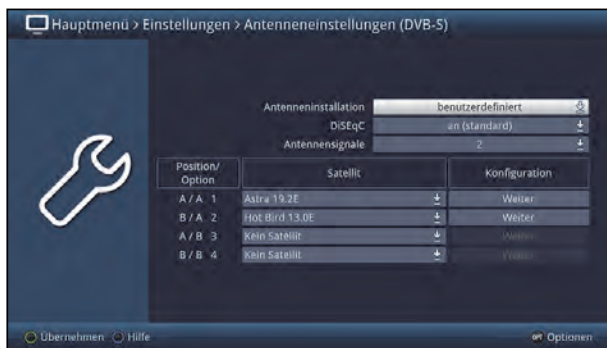 Hauptmenü > Einstellungen > Antenneneinstellungen (DVB-S)
Antenneninstallation benutzerdefiniert
DiSEqC an (standard)
Antennensignale 2
Position/
Option Satellit Konfiguration
A / A 1 Astra 19.2E Weiter
B / A 2 Hot Bird 13.0E Weiter
A / B 3 Kein Satellit Weiter
B / B 4 Kein Satellit Weiter
Übernehmen Hilfe OPT Optionen